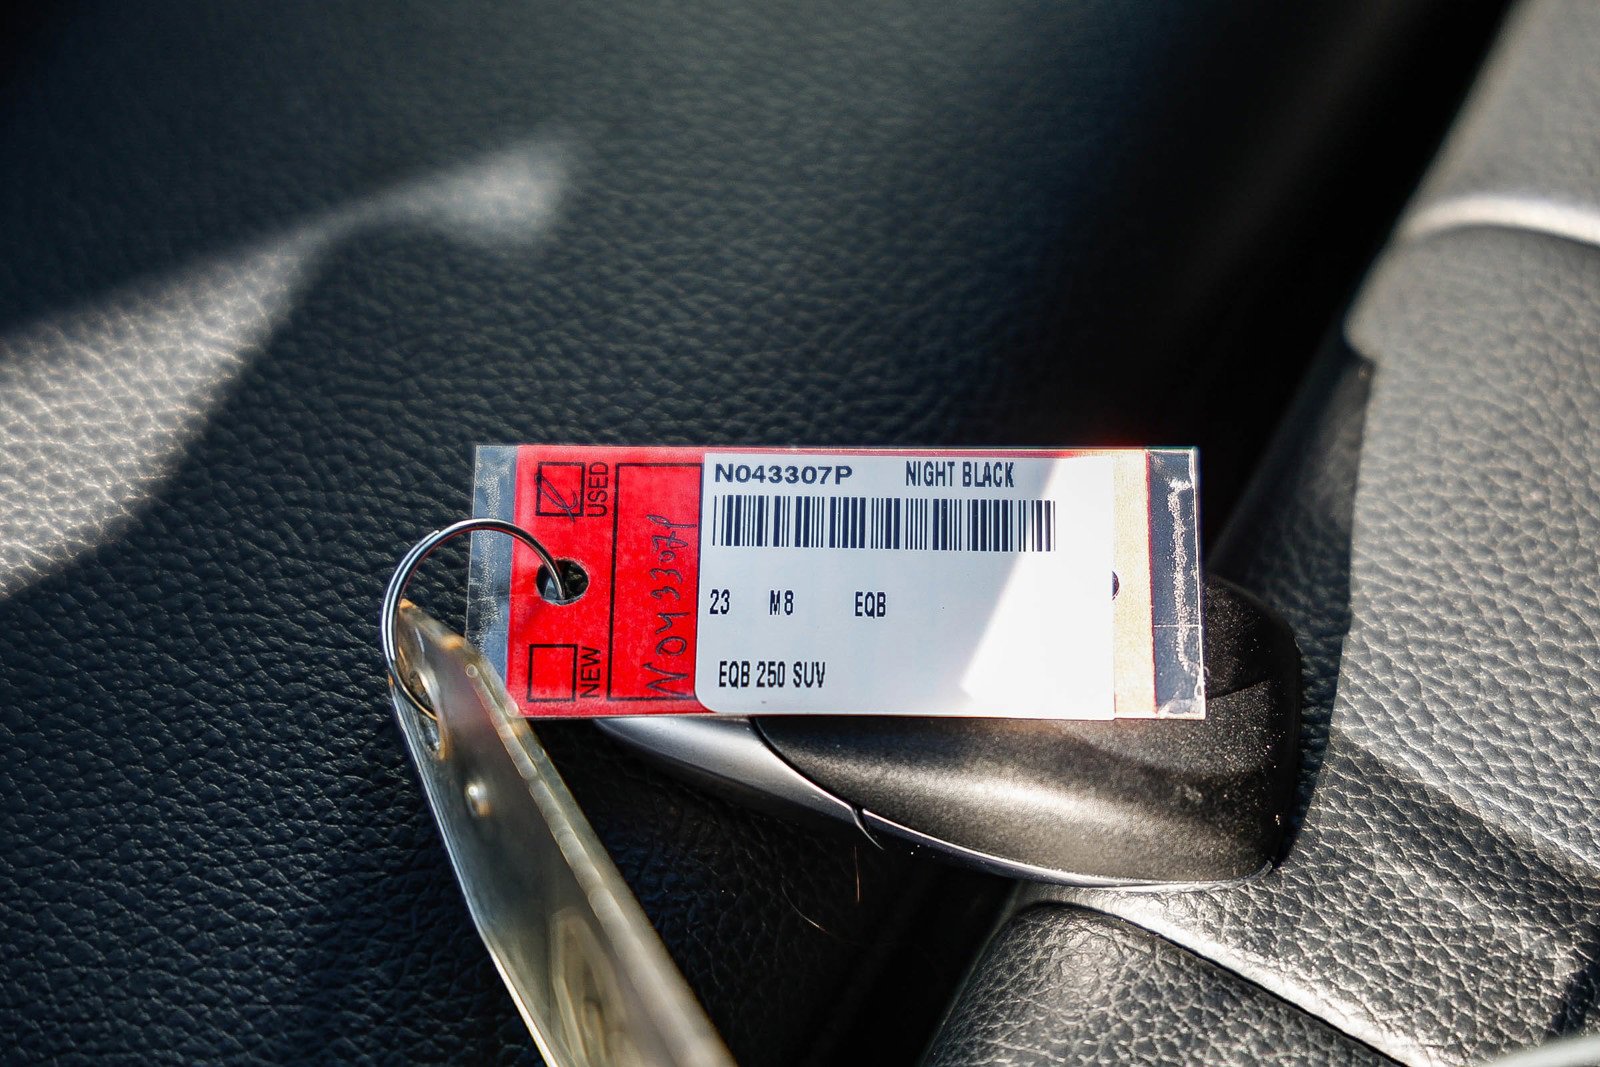 USED
NEW
N043307P
N043307P NIGHT BLACK
23 M8 EQB
EQB 250 SUV